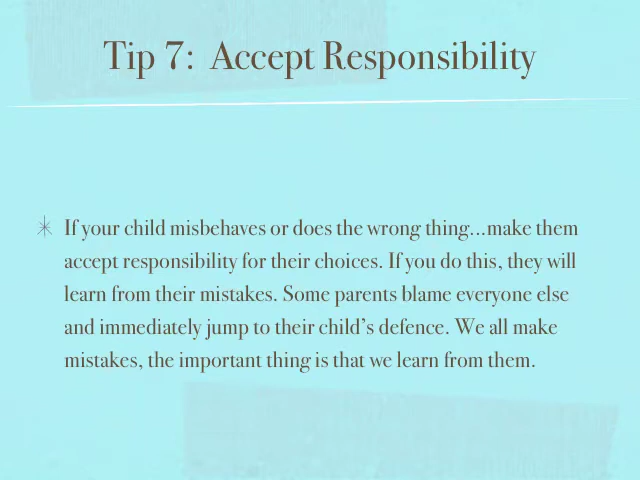 Tip 7:  Accept Responsibility
If your child misbehaves or does the wrong thing...make them
accept responsibility for their choices. If you do this, they will
learn from their mistakes. Some parents blame everyone else
and immediately jump to their child's defence. We all make
mistakes, the important thing is that we learn from them.